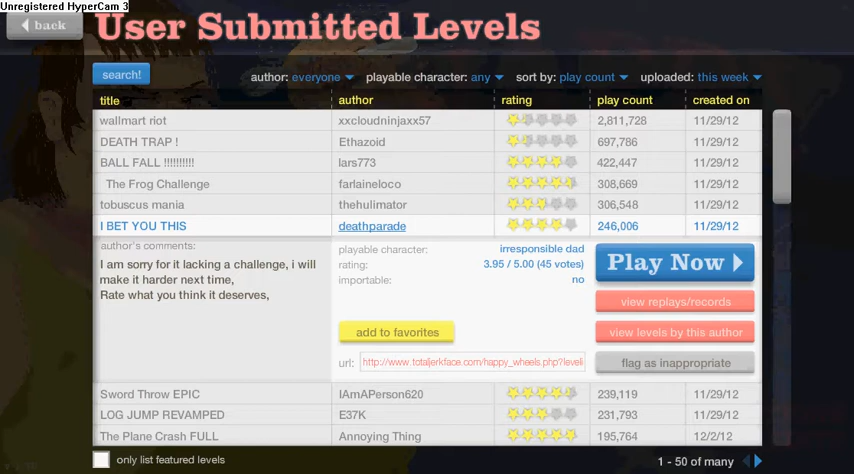 Unregistered HyperCam 3
back
User Submitted Levels
search!
author: everyone playable character: any sort by: play count uploaded: this week
title author rating play count created on
wallmart riot xxcloudninjaxx57 2,811,728 11/29/12
DEATH TRAP ! Ethazoid 697,786 11/29/12
BALL FALL !!!!!!!!!! lars773 422,447 11/29/12
The Frog Challenge farlaineloco 308,669 11/29/12
tobuscus mania thehulimator 306,548 11/29/12
I BET YOU THIS deathparade 246,006 11/29/12
author's comments:
I am sorry for it lacking a challenge, i will
make it harder next time,
Rate what you think it deserves,
playable character: irresponsible dad
rating: 3.95 / 5.00 (45 votes)
importable: no
Play Now
view replays/records
add to favorites
view levels by this author
url: http://www.totaljerkface.com/happy_wheels.php?leveli
flag as inappropriate
Sword Throw EPIC IAmAPerson620 239,119 11/29/12
LOG JUMP REVAMPED E37K 231,793 11/29/12
The Plane Crash FULL Annoying Thing 195,764 12/2/12
only list featured levels
1 - 50 of many